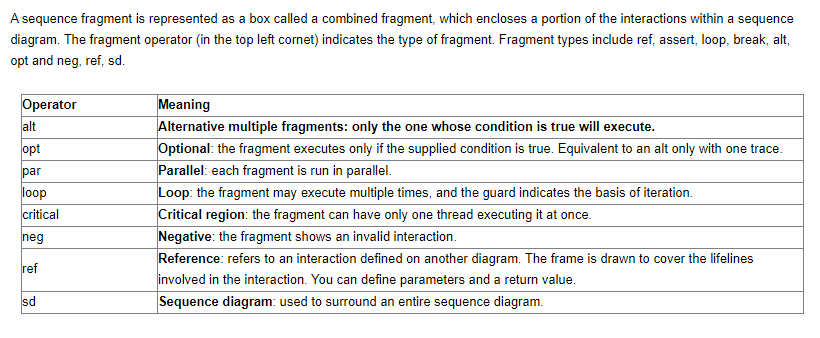 A sequence fragment is represented as a box called a combined fragment, which encloses a portion of the interactions within a sequence
diagram. The fragment operator (in the top left cornet) indicates the type of fragment. Fragment types include ref, assert, loop, break, alt,
opt and neg, ref, sd.
Operator Meaning
alt Alternative multiple fragments: only the one whose condition is true will execute.
opt Optional: the fragment executes only if the supplied condition is true. Equivalent to an alt only with one trace.
par Parallel: each fragment is run in parallel.
loop Loop: the fragment may execute multiple times, and the guard indicates the basis of iteration.
critical Critical region: the fragment can have only one thread executing it at once.
neg Negative: the fragment shows an invalid interaction.
ref Reference: refers to an interaction defined on another diagram. The frame is drawn to cover the lifelines
involved in the interaction. You can define parameters and a return value.
sd Sequence diagram: used to surround an entire sequence diagram.